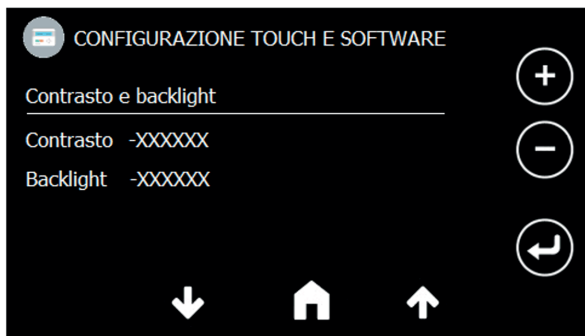 CONFIGURAZIONE TOUCH E SOFTWARE
Contrasto e backlight
Contrasto -XXXXXX
Backlight -XXXXXX